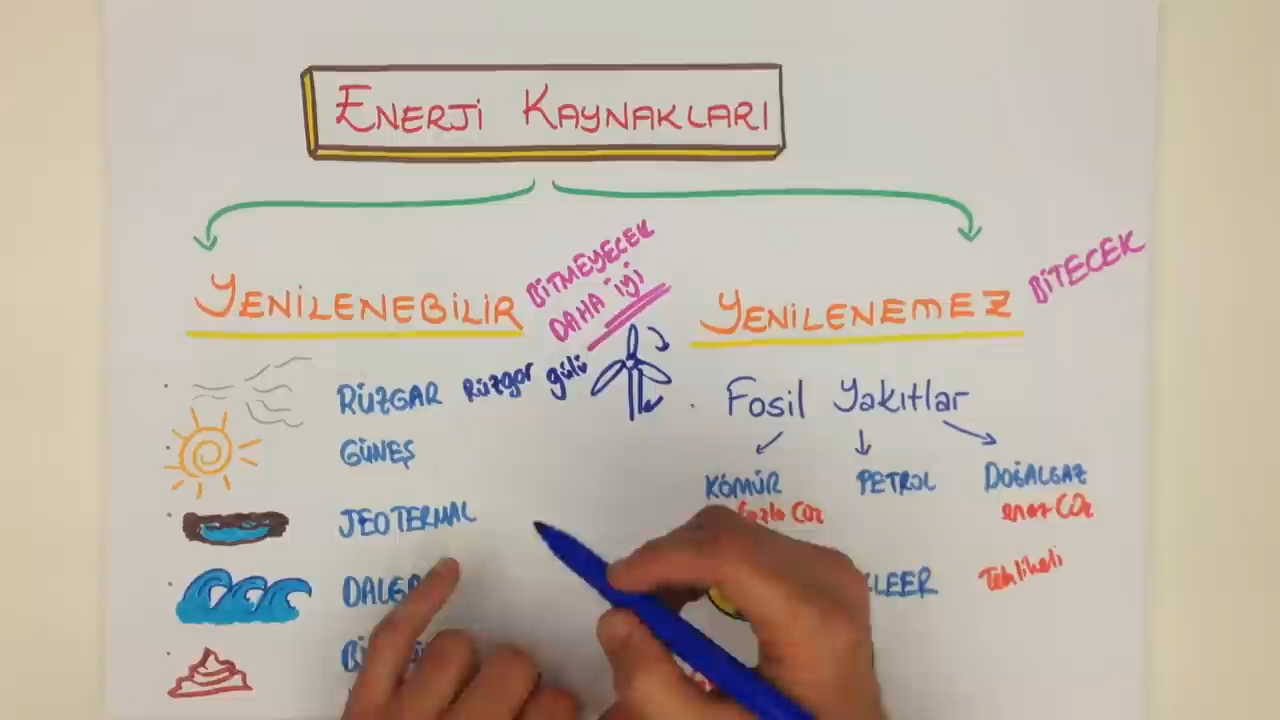 ENERJİ KAYNAKLARI
YENİLENEBİLİR
BİTMEYECEK
DAHA İYİ
RÜZGAR Rüzgar gülü
GÜNEŞ
JEOTERMAL
YENİLENEMEZ
BİTECEK
Fosil Yakıtlar
KÖMÜR PETROL DOĞALGAZ
CO2 en az CO2
LEER Tehlikeli